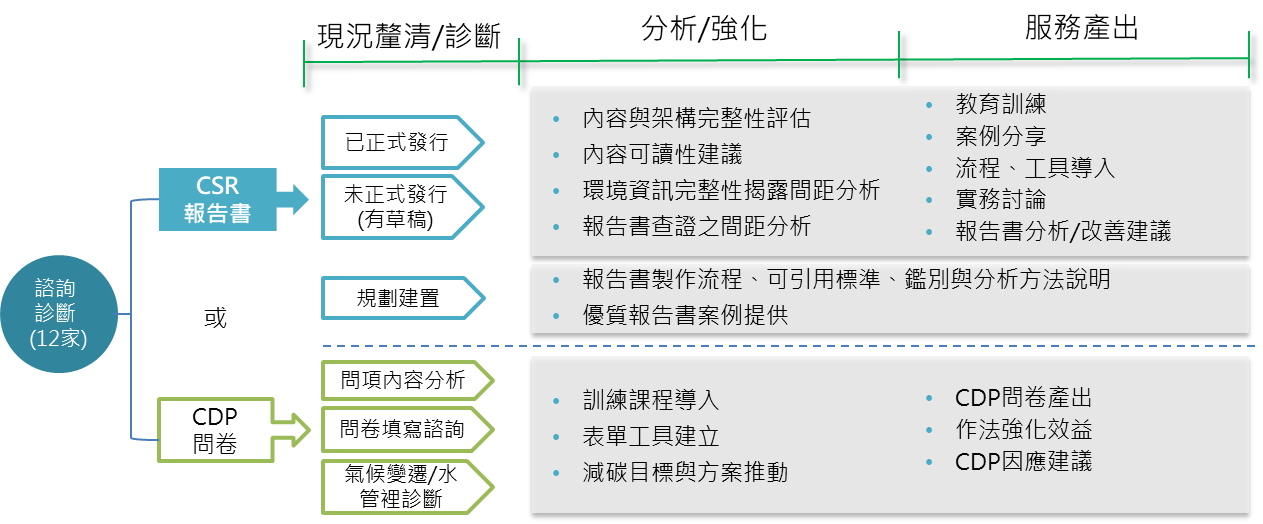 現況釐清/診斷
分析/強化
服務產出
諮詢
診斷
(12家)
或
CSR
報告書
已正式發行
未正式發行
(有草稿)
規劃建置
• 內容與架構完整性評估
• 內容可讀性建議
• 環境資訊完整性揭露間距分析
• 報告書查證之間距分析
• 教育訓練
• 案例分享
• 流程、工具導入
• 實務討論
• 報告書分析/改善建議
• 報告書製作流程、可引用標準、鑑別與分析方法說明
• 優質報告書案例提供
CDP
問卷
問項內容分析
問卷填寫諮詢
氣候變遷/水
管裡診斷
• 訓練課程導入
• 表單工具建立
• 減碳目標與方案推動
• CDP問卷產出
• 作法強化效益
• CDP因應建議